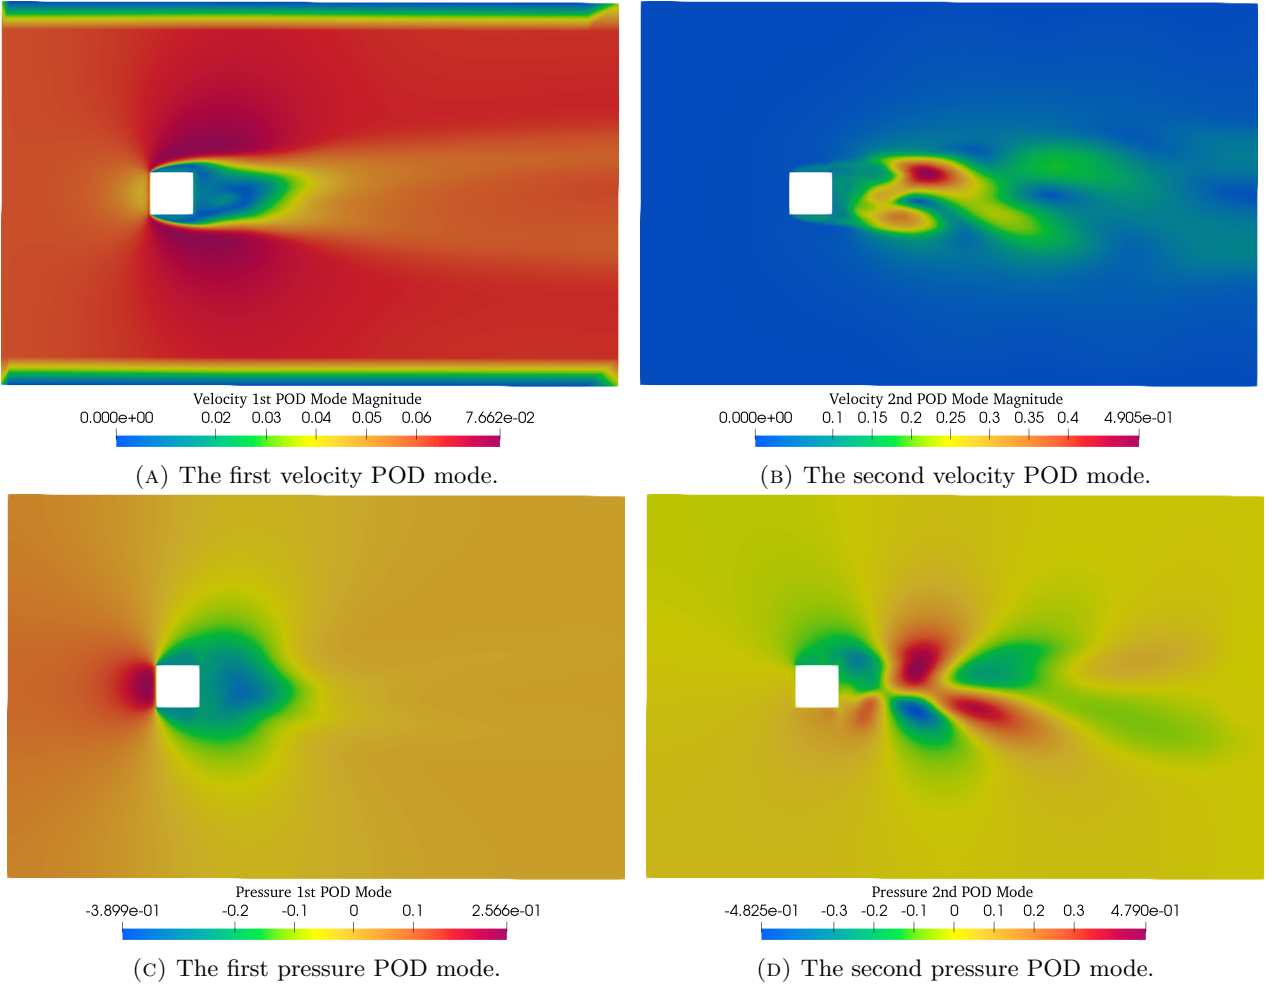 Velocity 1st POD Mode Magnitude
0.000e+00 0.02 0.03 0.04 0.05 0.06 7.662e-02
(A) The first velocity POD mode.
Velocity 2nd POD Mode Magnitude
0.000e+00 0.1 0.15 0.2 0.25 0.3 0.35 0.4 4.905e-01
(B) The second velocity POD mode.
Pressure 1st POD Mode
-3.899e-01 -0.2 -0.1 0 0.1 2.566e-01
(C) The first pressure POD mode.
Pressure 2nd POD Mode
-4.825e-01 -0.3 -0.2 -0.1 0 0.1 0.2 0.3 4.790e-01
(D) The second pressure POD mode.